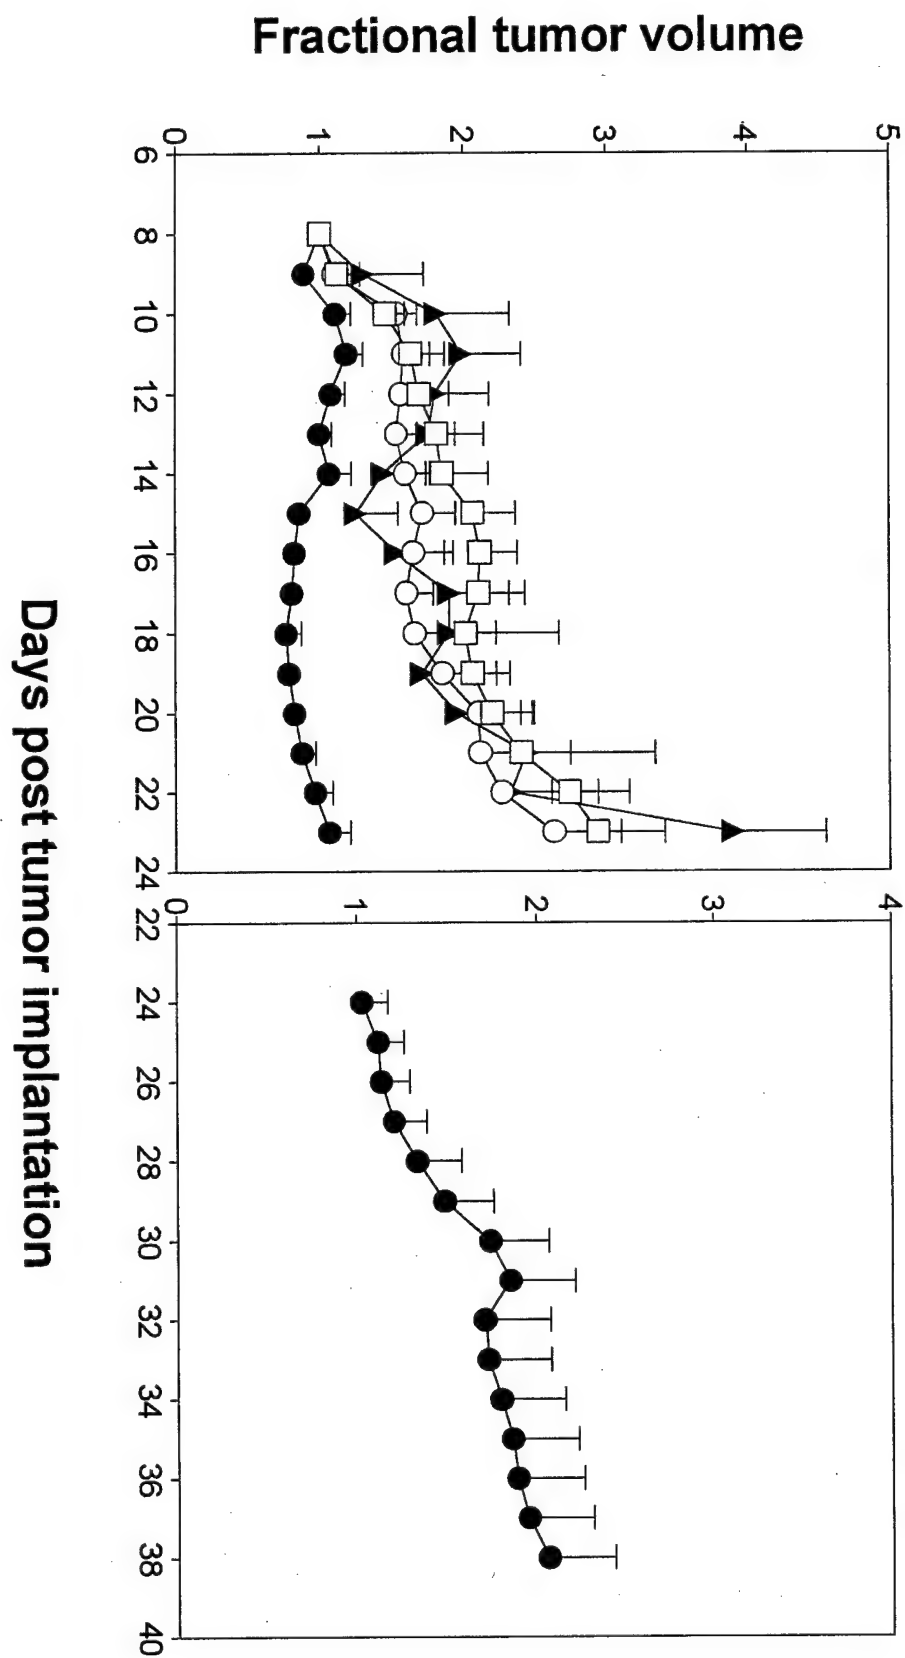 Fractional tumor volume
0 1 2 3 4 5
6 8 10 12 14 16 18 20 22 24
0 1 2 3 4
22 24 26 28 30 32 34 36 38 40
Days post tumor implantation